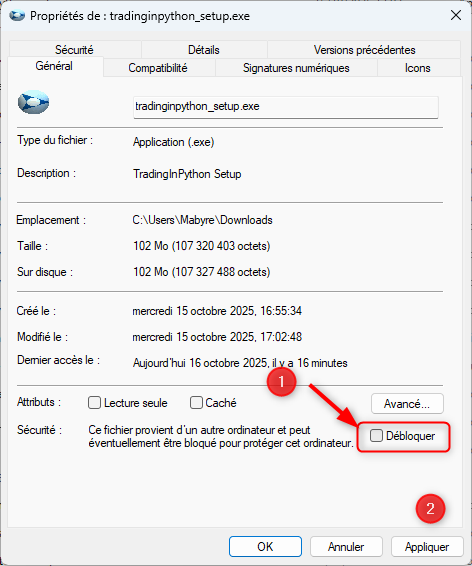 Propriétés de : tradinginpython_setup.exe
Sécurité Détails Versions précédentes
Général Compatibilité Signatures numériques Icons
tradinginpython_setup.exe
Type du fichier : Application (.exe)
Description : TradingInPython Setup
Emplacement : C:\Users\Mabyre\Downloads
Taille : 102 Mo (107 320 403 octets)
Sur disque : 102 Mo (107 327 488 octets)
Créé le : mercredi 15 octobre 2025, 16:55:34
Modifié le : mercredi 15 octobre 2025, 17:02:48
Dernier accès le : Aujourd'hui 16 octobre 2025, il y a 16 minutes
1
Attributs : Lecture seule Caché Avancé...
Sécurité : Ce fichier provient d'un autre ordinateur et peut
éventuellement être bloqué pour protéger cet ordinateur. Débloquer
2
OK Annuler Appliquer